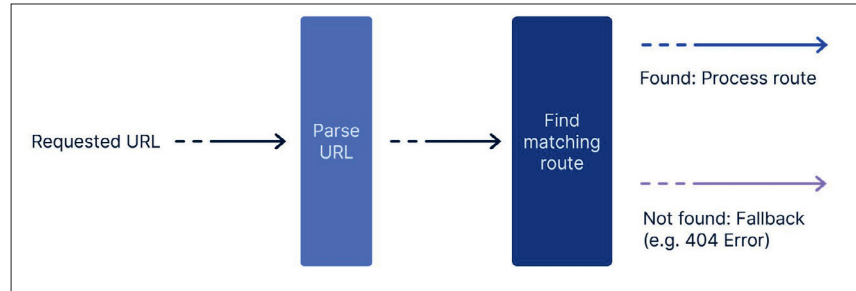 Requested URL
Parse
URL
Find
matching
route
Found: Process route
Not found: Fallback
(e.g. 404 Error)